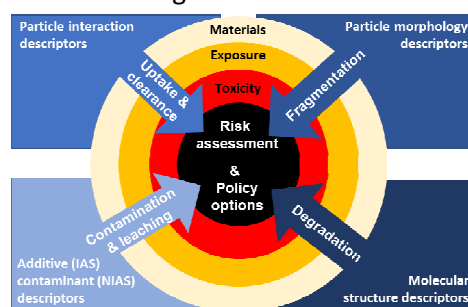 Particle interaction
descriptors
Materials
Particle morphology
descriptors
Exposure
Toxicity
Uptake &
clearance
Fragmentation
Risk
assessment
&
Policy
options
Contamination
& leaching
Degradation
Additive (IAS)
contaminant (NIAS)
descriptors
Molecular
structure descriptors